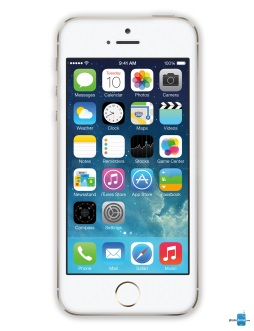 9:41 AM 100%
Tuesday
10
Messages Calendar Photos Camera
Weather Clock Maps Videos
Notes Reminders Stocks Game Center
Newsstand iTunes Store App Store Passbook
Compass Settings
Phone Mail Safari Music